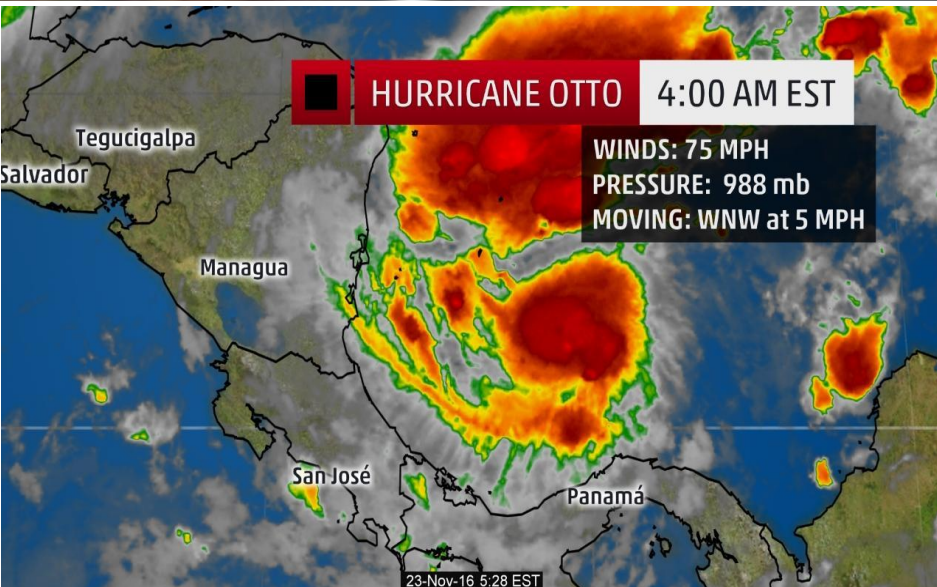 HURRICANE OTTO
4:00 AM EST
WINDS: 75 MPH
PRESSURE: 988 mb
MOVING: WNW at 5 MPH
Tegucigalpa
Salvador
Managua
San José
Panamá
23-Nov-16 5:28 EST